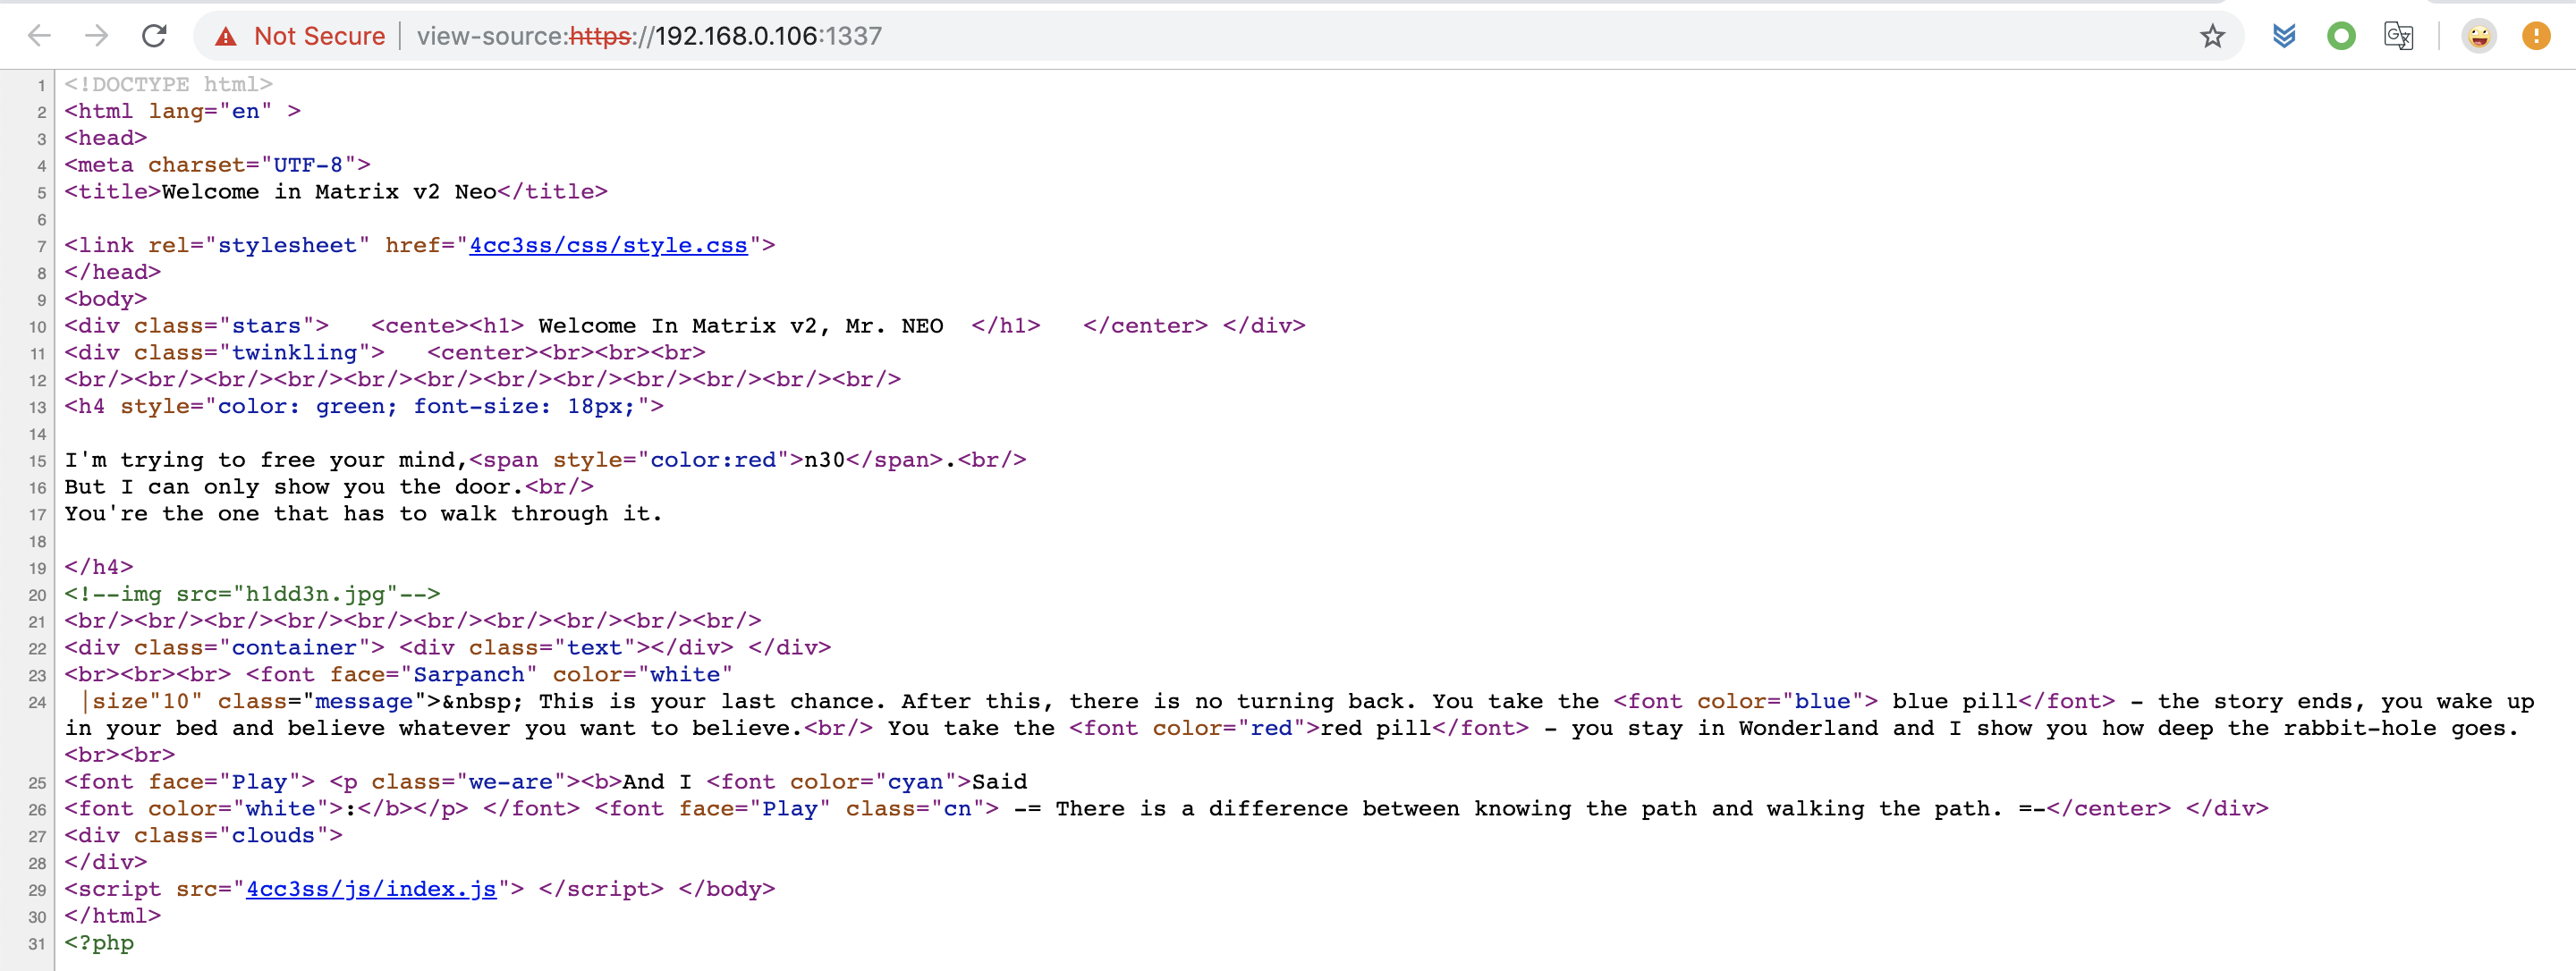 Not Secure | view-source:https://192.168.0.106:1337
1 <!DOCTYPE html>
2 <html lang="en" >
3 <head>
4 <meta charset="UTF-8">
5 <title>Welcome in Matrix v2 Neo</title>
6
7 <link rel="stylesheet" href="4cc3ss/css/style.css">
8 </head>
9 <body>
10 <div class="stars">   <cente><h1> Welcome In Matrix v2, Mr. NEO  </h1>   </center> </div>
11 <div class="twinkling">   <center><br><br><br>
12 <br/><br/><br/><br/><br/><br/><br/><br/><br/><br/><br/><br/>
13 <h4 style="color: green; font-size: 18px;">
14
15 I'm trying to free your mind,<span style="color:red">n30</span>.<br/>
16 But I can only show you the door.<br/>
17 You're the one that has to walk through it.
18
19 </h4>
20 <!--img src="h1dd3n.jpg"-->
21 <br/><br/><br/><br/><br/><br/><br/><br/><br/><br/>
22 <div class="container"> <div class="text"></div> </div>
23 <br><br><br> <font face="Sarpanch" color="white"
24  |size"10" class="message">&nbsp; This is your last chance. After this, there is no turning back. You take the <font color="blue"> blue pill</font> - the story ends, you wake up
in your bed and believe whatever you want to believe.<br/> You take the <font color="red">red pill</font> - you stay in Wonderland and I show you how deep the rabbit-hole goes.
<br><br>
25 <font face="Play"> <p class="we-are"><b>And I <font color="cyan">Said
26 <font color="white">:</b></p> </font> <font face="Play" class="cn"> -= There is a difference between knowing the path and walking the path. =-</center> </div>
27 <div class="clouds">
28 </div>
29 <script src="4cc3ss/js/index.js"> </script> </body>
30 </html>
31 <?php